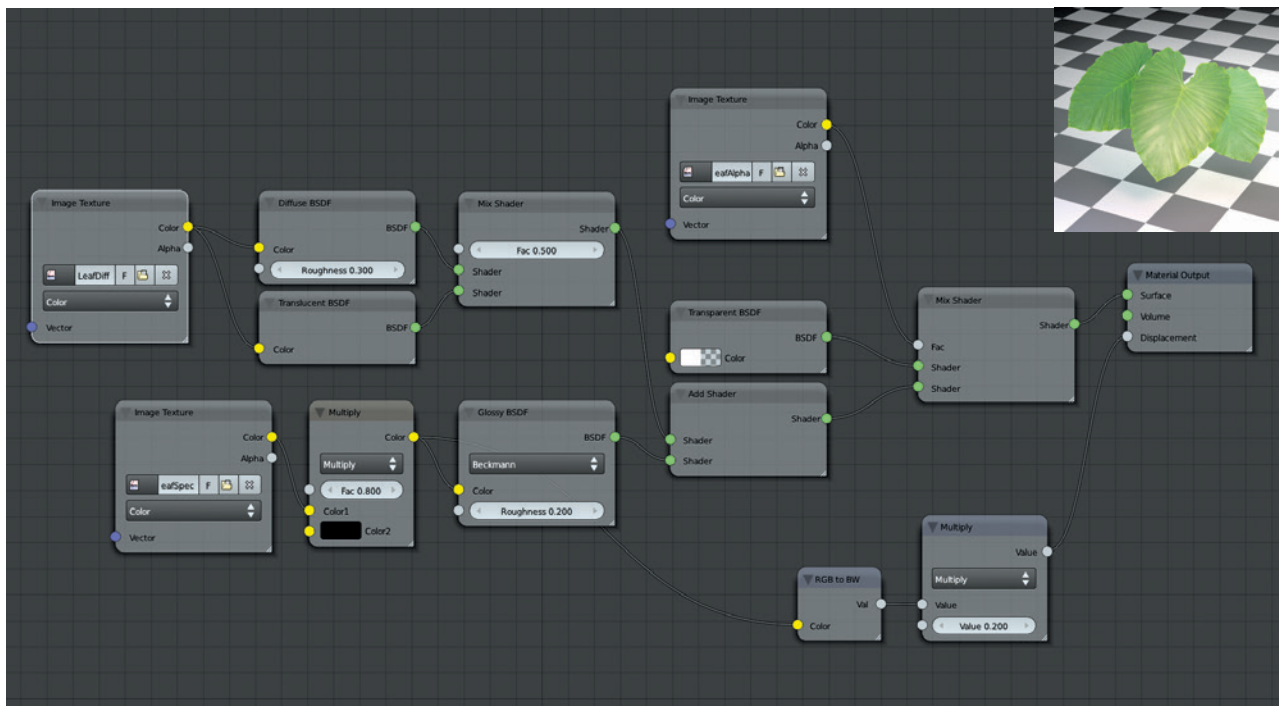 Image Texture
Color
Alpha
LeafDiff F
Color
Vector
Diffuse BSDF
BSDF
Color
Roughness 0.300
Translucent BSDF
BSDF
Color
Mix Shader
Shader
Fac 0.500
Shader
Shader
Image Texture
Color
Alpha
eafAlpha F
Color
Vector
Transparent BSDF
BSDF
Color
Add Shader
Shader
Shader
Shader
Mix Shader
Shader
Fac
Shader
Shader
Material Output
Surface
Volume
Displacement
Image Texture
Color
Alpha
eafSpec F
Color
Vector
Multiply
Color
Multiply
Fac 0.800
Color1
Color2
Glossy BSDF
BSDF
Beckmann
Color
Roughness 0.200
RGB to BW
Val
Color
Multiply
Value
Multiply
Value
Value 0.200